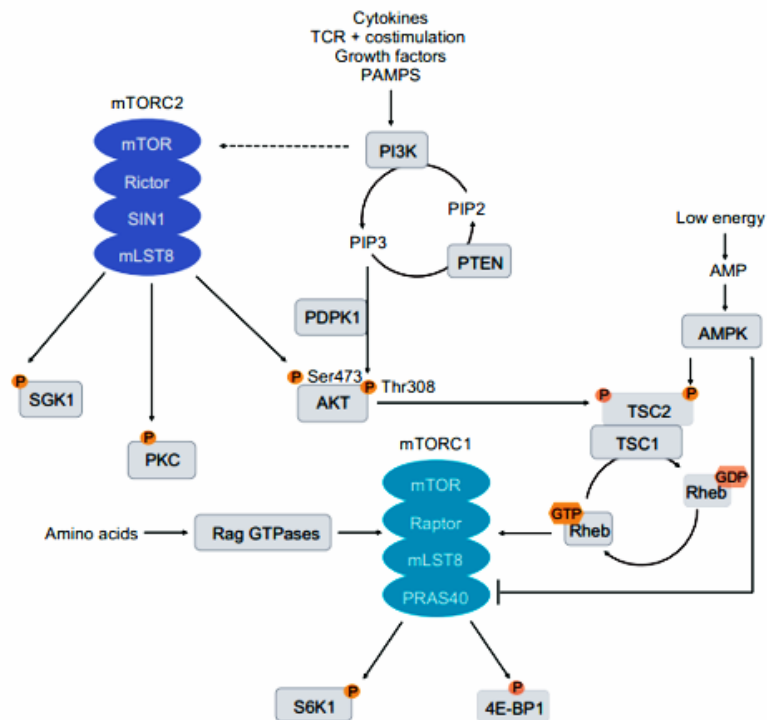 Cytokines
TCR + costimulation
Growth factors
PAMPS
mTORC2
mTOR
Rictor
SIN1
mLST8
PI3K
PIP2
PIP3
PTEN
PDPK1
Low energy
AMP
AMPK
P
SGK1
P
PKC
P Ser473
P Thr308
AKT
P
P
TSC2
TSC1
GDP
Rheb
GTP
Rheb
mTORC1
mTOR
Raptor
mLST8
PRAS40
Amino acids
Rag GTPases
P
S6K1
P
4E-BP1